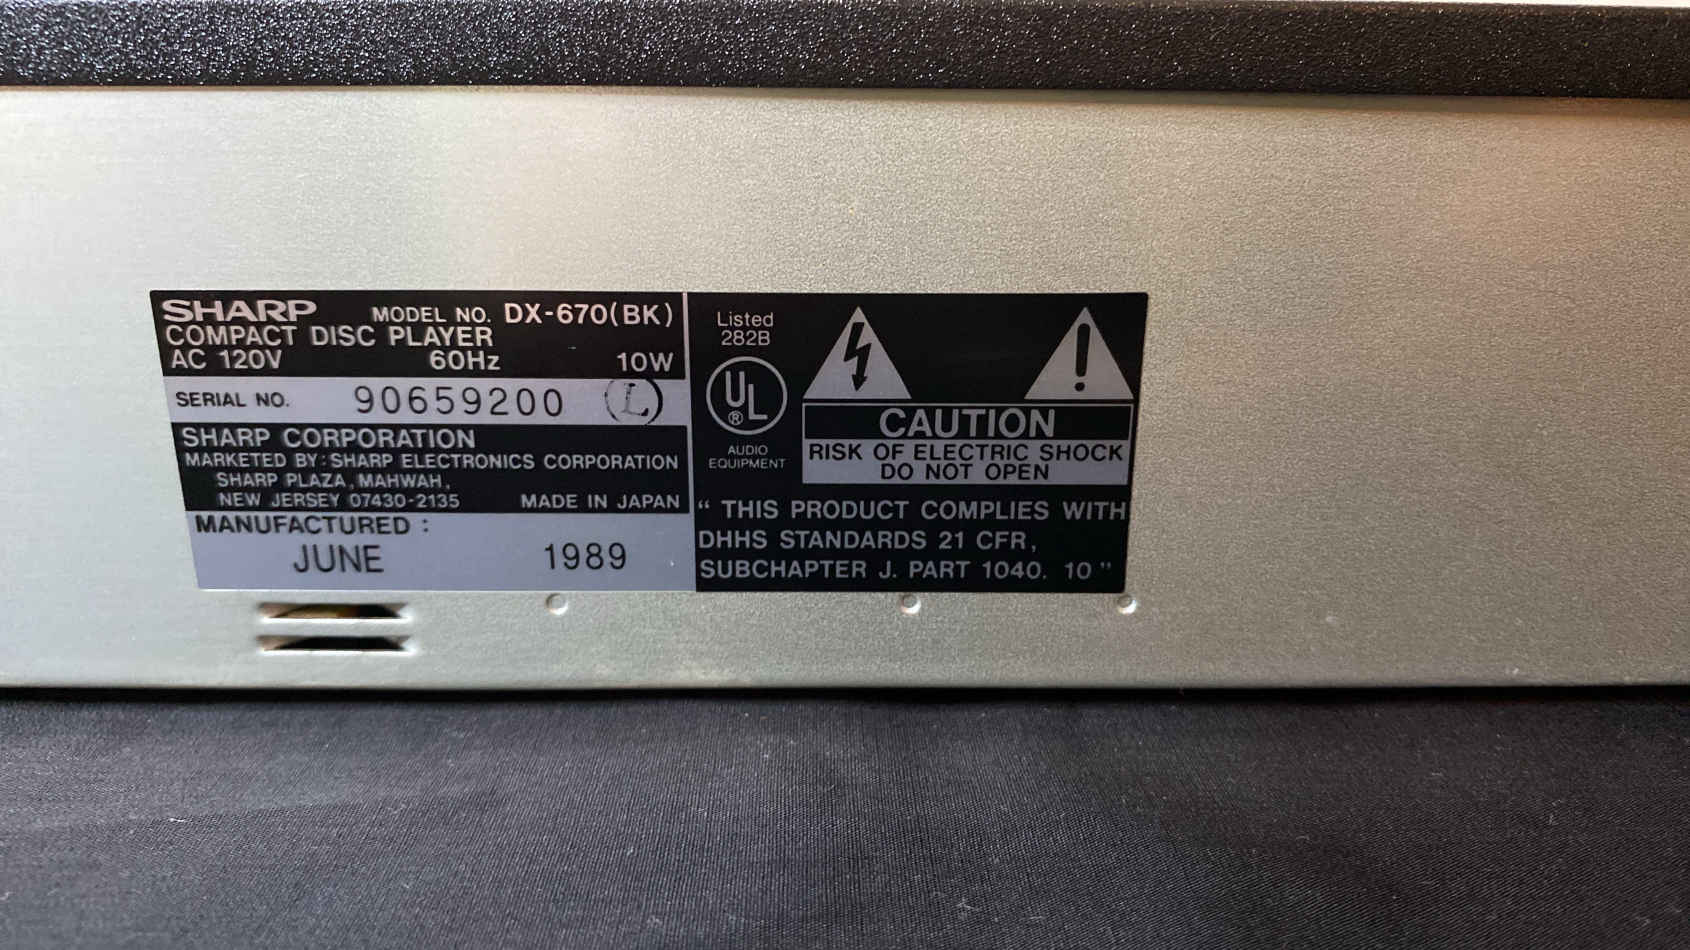 SHARP MODEL NO. DX-670(BK)
COMPACT DISC PLAYER
AC 120V 60Hz 10W
SERIAL NO. 90659200 (L)
SHARP CORPORATION
MARKETED BY: SHARP ELECTRONICS CORPORATION
SHARP PLAZA, MAHWAH,
NEW JERSEY 07430-2135 MADE IN JAPAN
MANUFACTURED :
JUNE 1989
Listed
282B
UL
®
AUDIO
EQUIPMENT
CAUTION
RISK OF ELECTRIC SHOCK
DO NOT OPEN
“ THIS PRODUCT COMPLIES WITH
DHHS STANDARDS 21 CFR,
SUBCHAPTER J. PART 1040. 10 ”